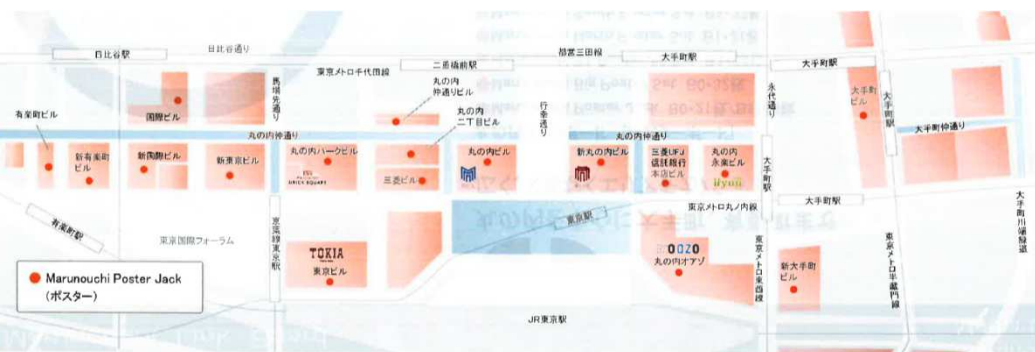 日比谷駅
日比谷通り
都営三田線
大手町駅
二重橋前駅
東京メトロ千代田線
大手町駅
馬場先通り
丸の内
仲通りビル
丸の内
二丁目ビル
行幸通り
永代通り
大手町
ビル
大手町駅
有楽町ビル
国際ビル
丸の内仲通り
丸の内仲通り
大手町仲通り
新有楽町
ビル
新国際ビル
新東京ビル
丸の内パークビル
BRICK SQUARE
三菱ビル
丸の内ビル
新丸の内ビル
三菱UFJ
信託銀行
本店ビル
丸の内
永楽ビル
iiyo!!
大手町駅
大手町駅
東京メトロ丸ノ内線
東京駅
有楽町駅
東京国際フォーラム
京葉線東京駅
TOKIA
東京ビル
OAZO
丸の内オアゾ
東京メトロ東西線
新大手町
ビル
東京メトロ半蔵門線
大手町川端緑道
Marunouchi Poster Jack
(ポスター)
JR東京駅